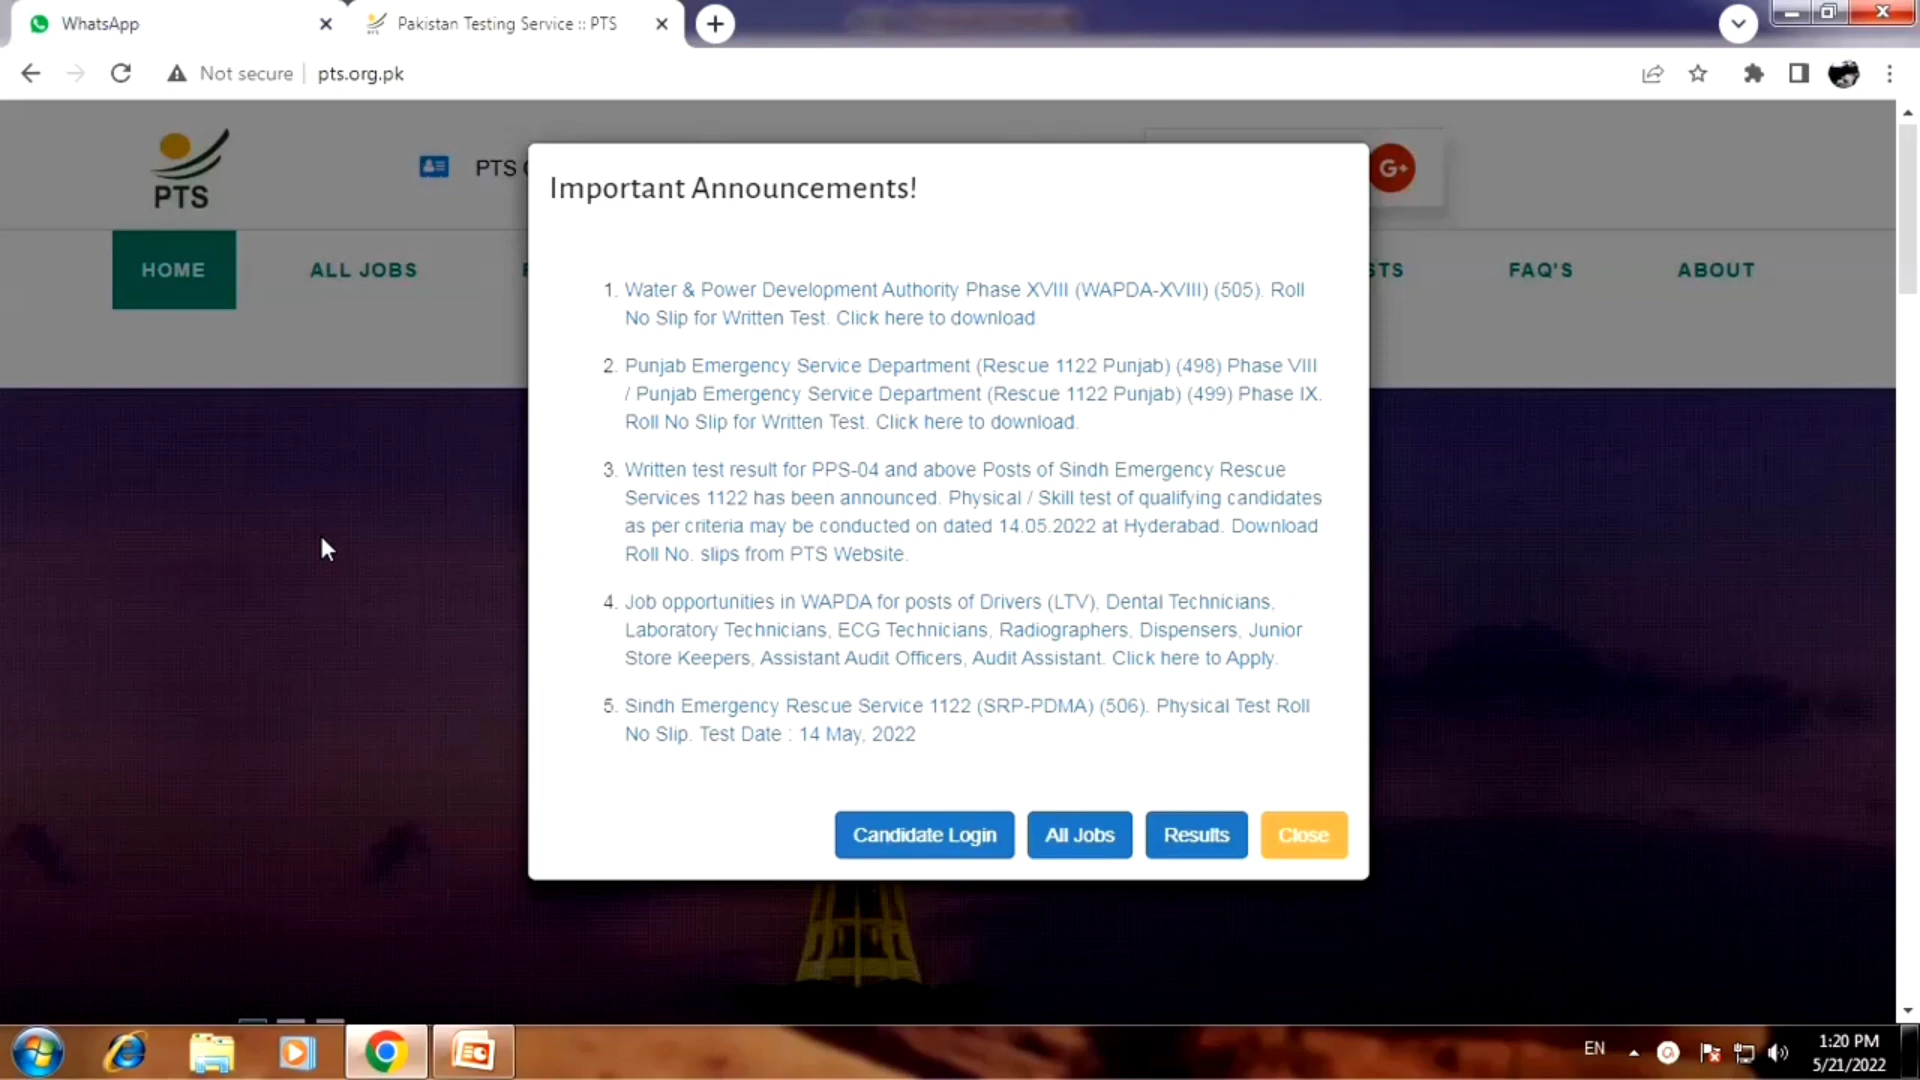 WhatsApp
Pakistan Testing Service :: PTS
Not secure
pts.org.pk
PTS
PTS
G+
Important Announcements!
HOME
ALL JOBS
STS
FAQ'S
ABOUT
1. Water & Power Development Authority Phase XVIII (WAPDA-XVIII) (505). Roll
No Slip for Written Test. Click here to download.
2. Punjab Emergency Service Department (Rescue 1122 Punjab) (498) Phase VIII
/ Punjab Emergency Service Department (Rescue 1122 Punjab) (499) Phase IX.
Roll No Slip for Written Test. Click here to download.
3. Written test result for PPS-04 and above Posts of Sindh Emergency Rescue
Services 1122 has been announced. Physical / Skill test of qualifying candidates
as per criteria may be conducted on dated 14.05.2022 at Hyderabad. Download
Roll No. slips from PTS Website.
4. Job opportunities in WAPDA for posts of Drivers (LTV), Dental Technicians,
Laboratory Technicians, ECG Technicians, Radiographers, Dispensers, Junior
Store Keepers, Assistant Audit Officers, Audit Assistant. Click here to Apply.
5. Sindh Emergency Rescue Service 1122 (SRP-PDMA) (506). Physical Test Roll
No Slip. Test Date : 14 May, 2022
Candidate Login
All Jobs
Results
Close
EN
1:20 PM
5/21/2022